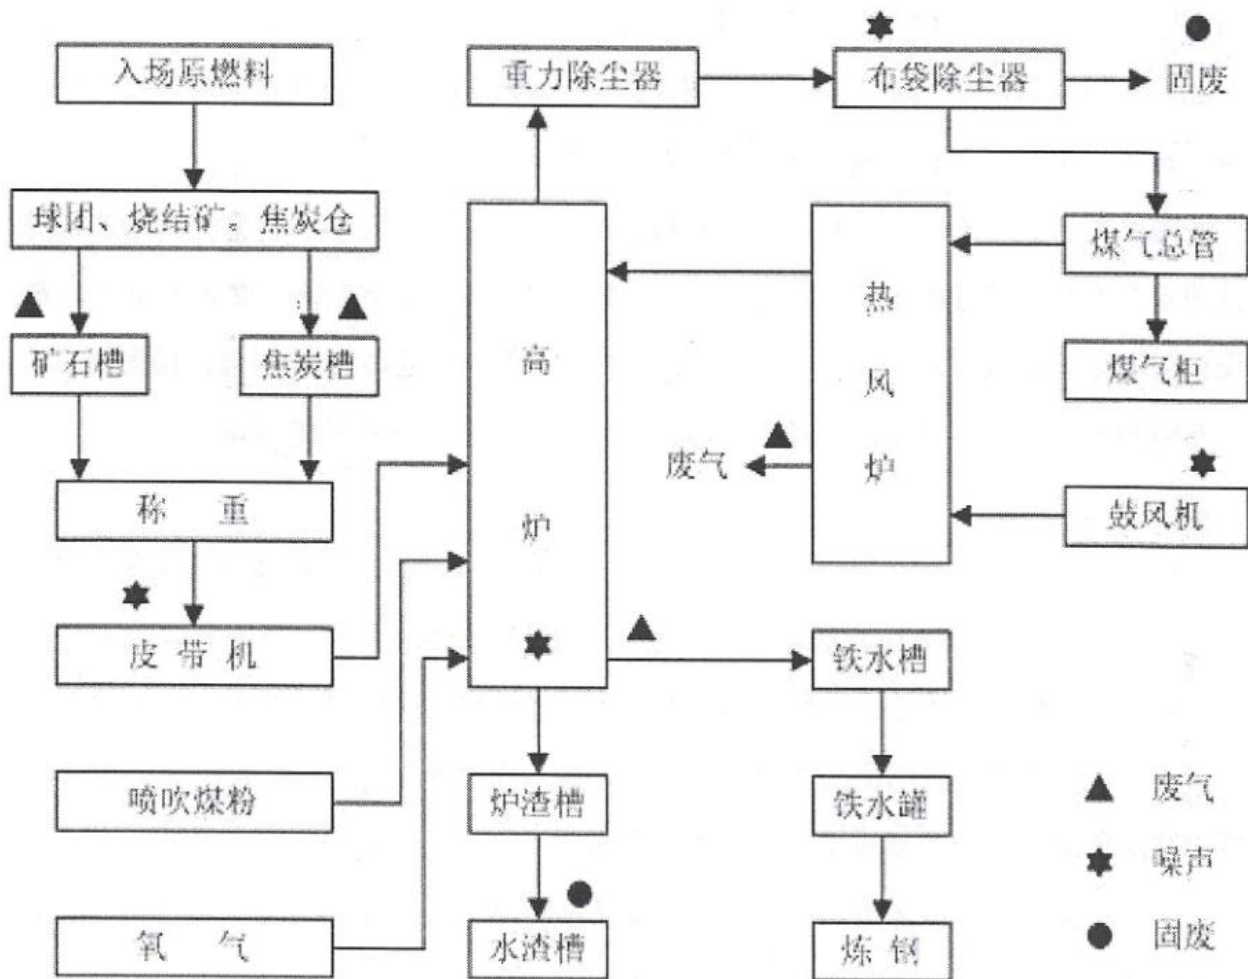 入场原燃料
重力除尘器
布袋除尘器
固废
球团、烧结矿。焦炭仓
煤气总管
矿石槽
焦炭槽
高炉
热风炉
煤气柜
废气
称重
鼓风机
皮带机
铁水槽
喷吹煤粉
炉渣槽
铁水罐
废气
噪声
氧气
水渣槽
炼钢
固废